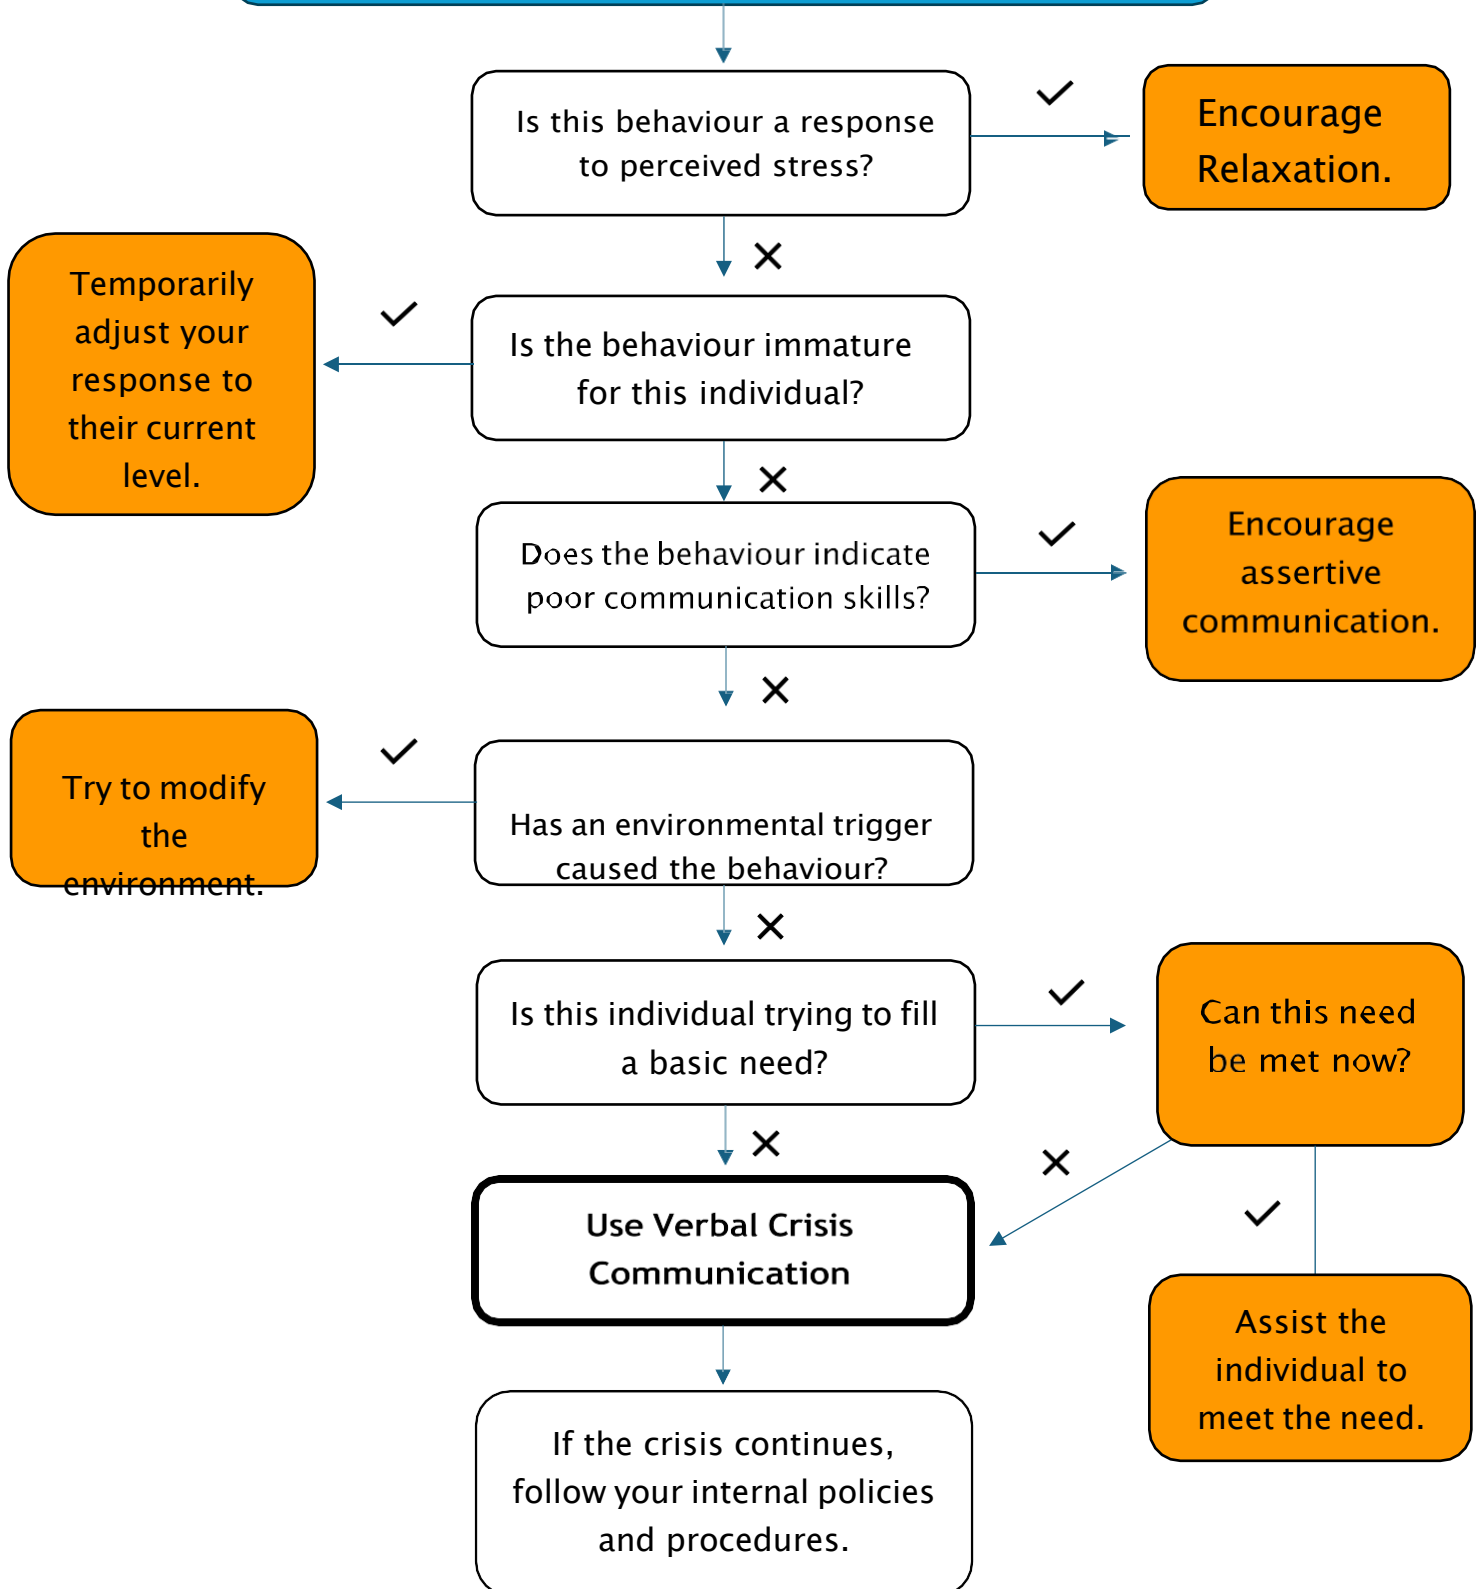 Is this behaviour a response
to perceived stress?
Encourage
Relaxation.
Temporarily
adjust your
response to
their current
level.
Is the behaviour immature
for this individual?
Does the behaviour indicate
poor communication skills?
Encourage
assertive
communication.
Try to modify
the
environment.
Has an environmental trigger
caused the behaviour?
Is this individual trying to fill
a basic need?
Can this need
be met now?
Use Verbal Crisis
Communication
Assist the
individual to
meet the need.
If the crisis continues,
follow your internal policies
and procedures.